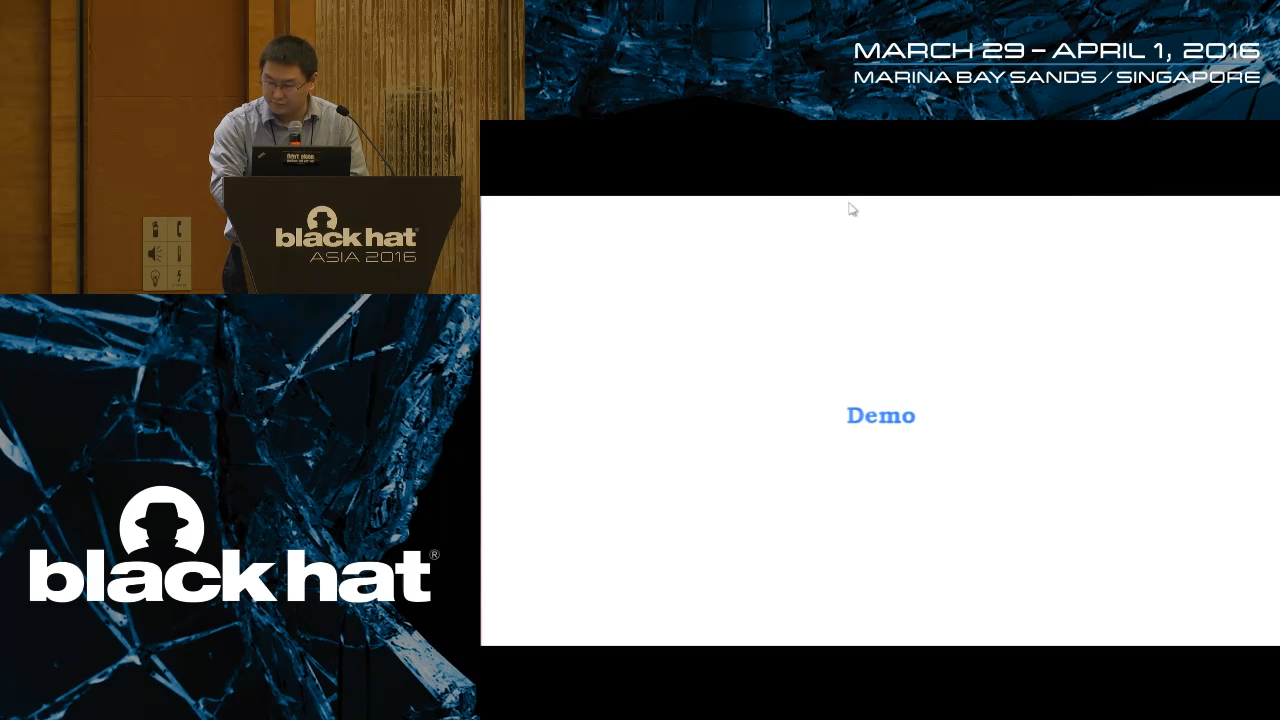 MARCH 29 – APRIL 1, 2016
MARINA BAY SANDS / SINGAPORE
black hat®
ASIA 2016
Demo
black hat®